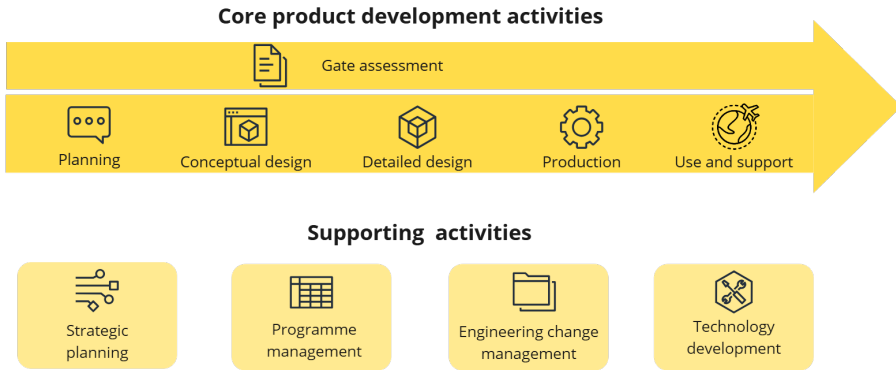 Core product development activities
Gate assessment
Planning
Conceptual design
Detailed design
Production
Use and support
Supporting activities
Strategic
planning
Programme
management
Engineering change
management
Technology
development